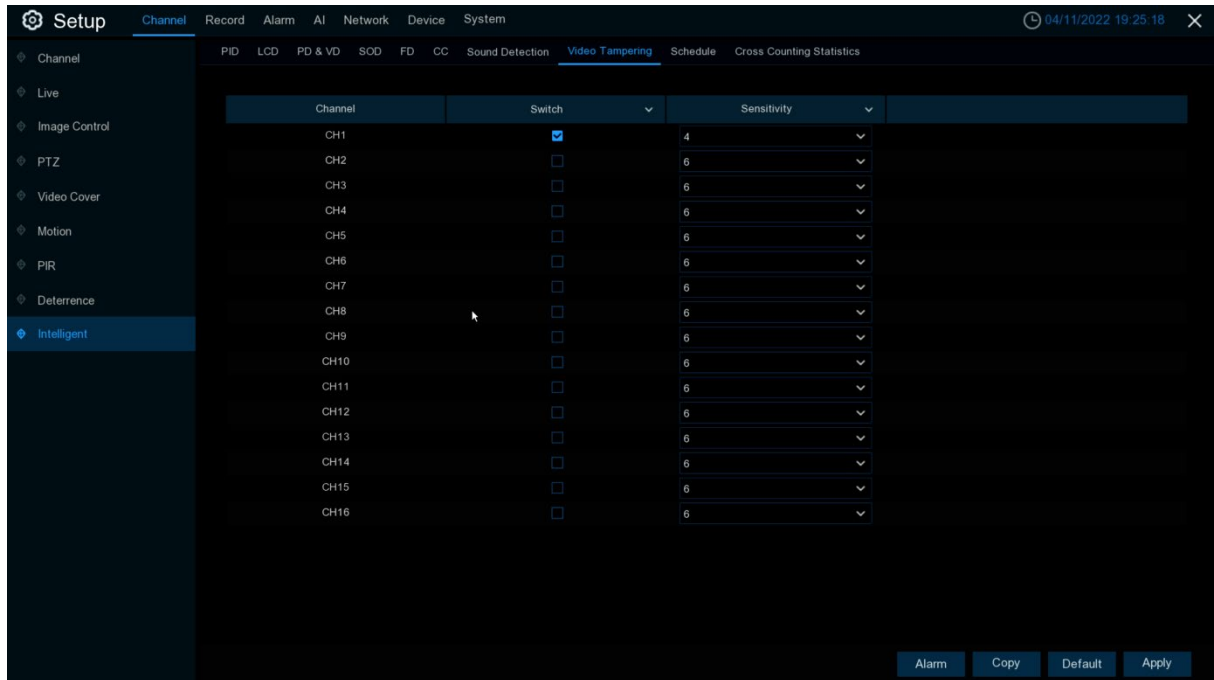 Setup Channel Record Alarm AI Network Device System 04/11/2022 19:25:18
PID LCD PD & VD SOD FD CC Sound Detection Video Tampering Schedule Cross Counting Statistics
Channel
Live
Image Control
PTZ
Video Cover
Motion
PIR
Deterrence
Intelligent
Channel Switch Sensitivity
CH1 4
CH2 6
CH3 6
CH4 6
CH5 6
CH6 6
CH7 6
CH8 6
CH9 6
CH10 6
CH11 6
CH12 6
CH13 6
CH14 6
CH15 6
CH16 6
Alarm Copy Default Apply